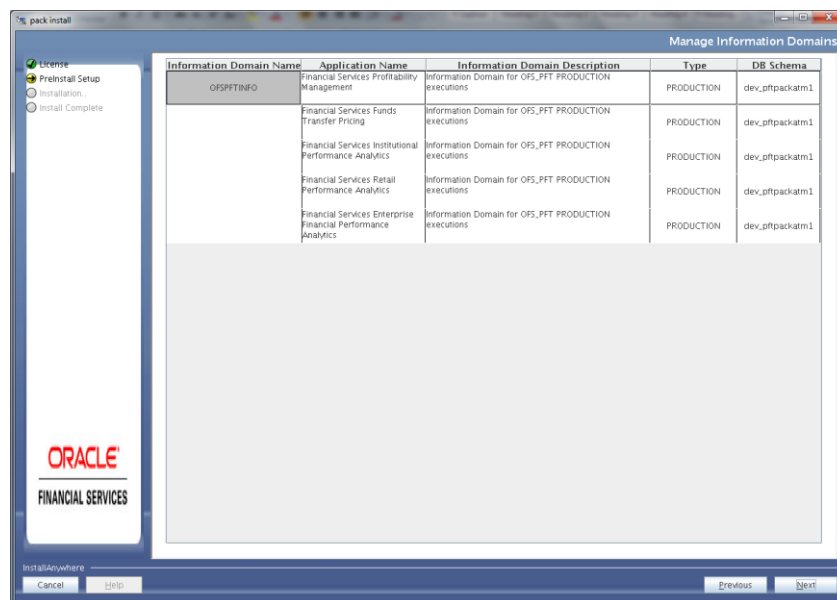 pack install
Manage Information Domains
License
PreInstall Setup
Installation...
Install Complete
Information Domain Name Application Name Information Domain Description Type DB Schema
OFSPFTINFO
Financial Services Profitability Information Domain for OFS_PFT PRODUCTION
Management executions PRODUCTION dev_pftpackatm1
Financial Services Funds Information Domain for OFS_PFT PRODUCTION
Transfer Pricing executions PRODUCTION dev_pftpackatm1
Financial Services Institutional Information Domain for OFS_PFT PRODUCTION
Performance Analytics executions PRODUCTION dev_pftpackatm1
Financial Services Retail Information Domain for OFS_PFT PRODUCTION
Performance Analytics executions PRODUCTION dev_pftpackatm1
Financial Services Enterprise Information Domain for OFS_PFT PRODUCTION
Financial Performance executions PRODUCTION dev_pftpackatm1
Analytics
ORACLE
FINANCIAL SERVICES
InstallAnywhere
Cancel Help Previous Next